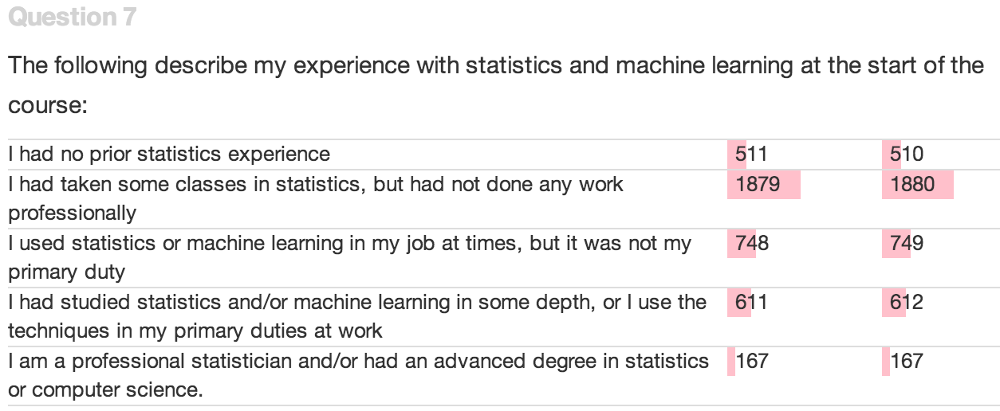 Question 7
The following describe my experience with statistics and machine learning at the start of the
course:
I had no prior statistics experience 511 510
I had taken some classes in statistics, but had not done any work 1879 1880
professionally
I used statistics or machine learning in my job at times, but it was not my 748 749
primary duty
I had studied statistics and/or machine learning in some depth, or I use the 611 612
techniques in my primary duties at work
I am a professional statistician and/or had an advanced degree in statistics 167 167
or computer science.